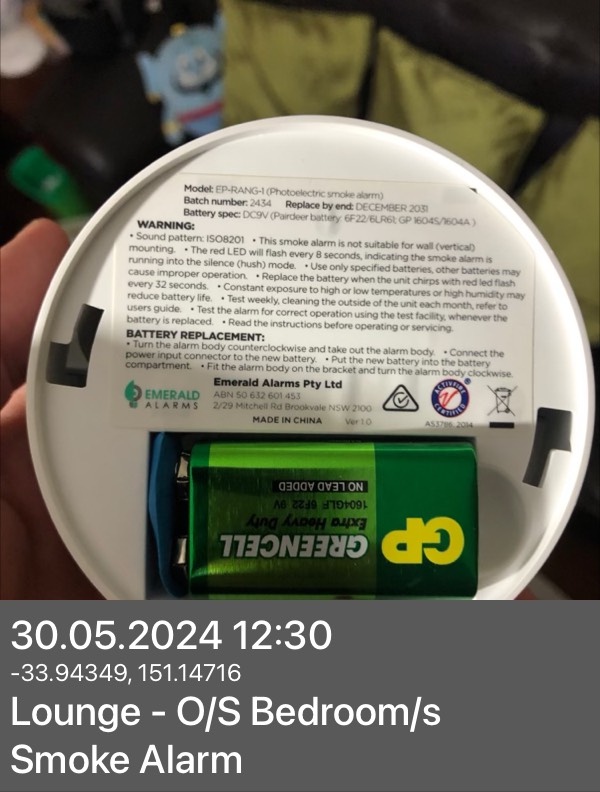 Model: EP-RANG-1 (Photoelectric smoke alarm)
Batch number: 2434 Replace by end: DECEMBER 2031
Battery spec: DC9V (Pairdeer battery: 6F22/6LR61; GP 1604S/1604A )
WARNING:
• Sound pattern: ISO8201 • This smoke alarm is not suitable for wall (vertical)
mounting. • The red LED will flash every 8 seconds, indicating the smoke alarm is
running into the silence (hush) mode. • Use only specified batteries, other batteries may
cause improper operation. • Replace the battery when the unit chirps with red led flash
every 32 seconds. • Constant exposure to high or low temperatures or high humidity may
reduce battery life. • Test weekly, cleaning the outside of the unit each month, refer to
users guide. • Test the alarm for correct operation using the test facility, whenever the
battery is replaced. • Read the instructions before operating or servicing.
BATTERY REPLACEMENT:
• Turn the alarm body counterclockwise and take out the alarm body. • Connect the
power input connector to the new battery. • Put the new battery into the battery
compartment. • Fit the alarm body on the bracket and turn the alarm body clockwise.
EMERALD
ALARMS
Emerald Alarms Pty Ltd
ABN 50 632 601 453
2/29 Mitchell Rd Brookvale NSW 2100
MADE IN CHINA Ver 1.0
ACTIVFIRE
CERTIFIED
AS3786, 2014
GP
GREENCELL
Extra Heavy Duty
1604GLF 6F22 9V
NO LEAD ADDED
30.05.2024 12:30
-33.94349, 151.14716
Lounge - O/S Bedroom/s
Smoke Alarm